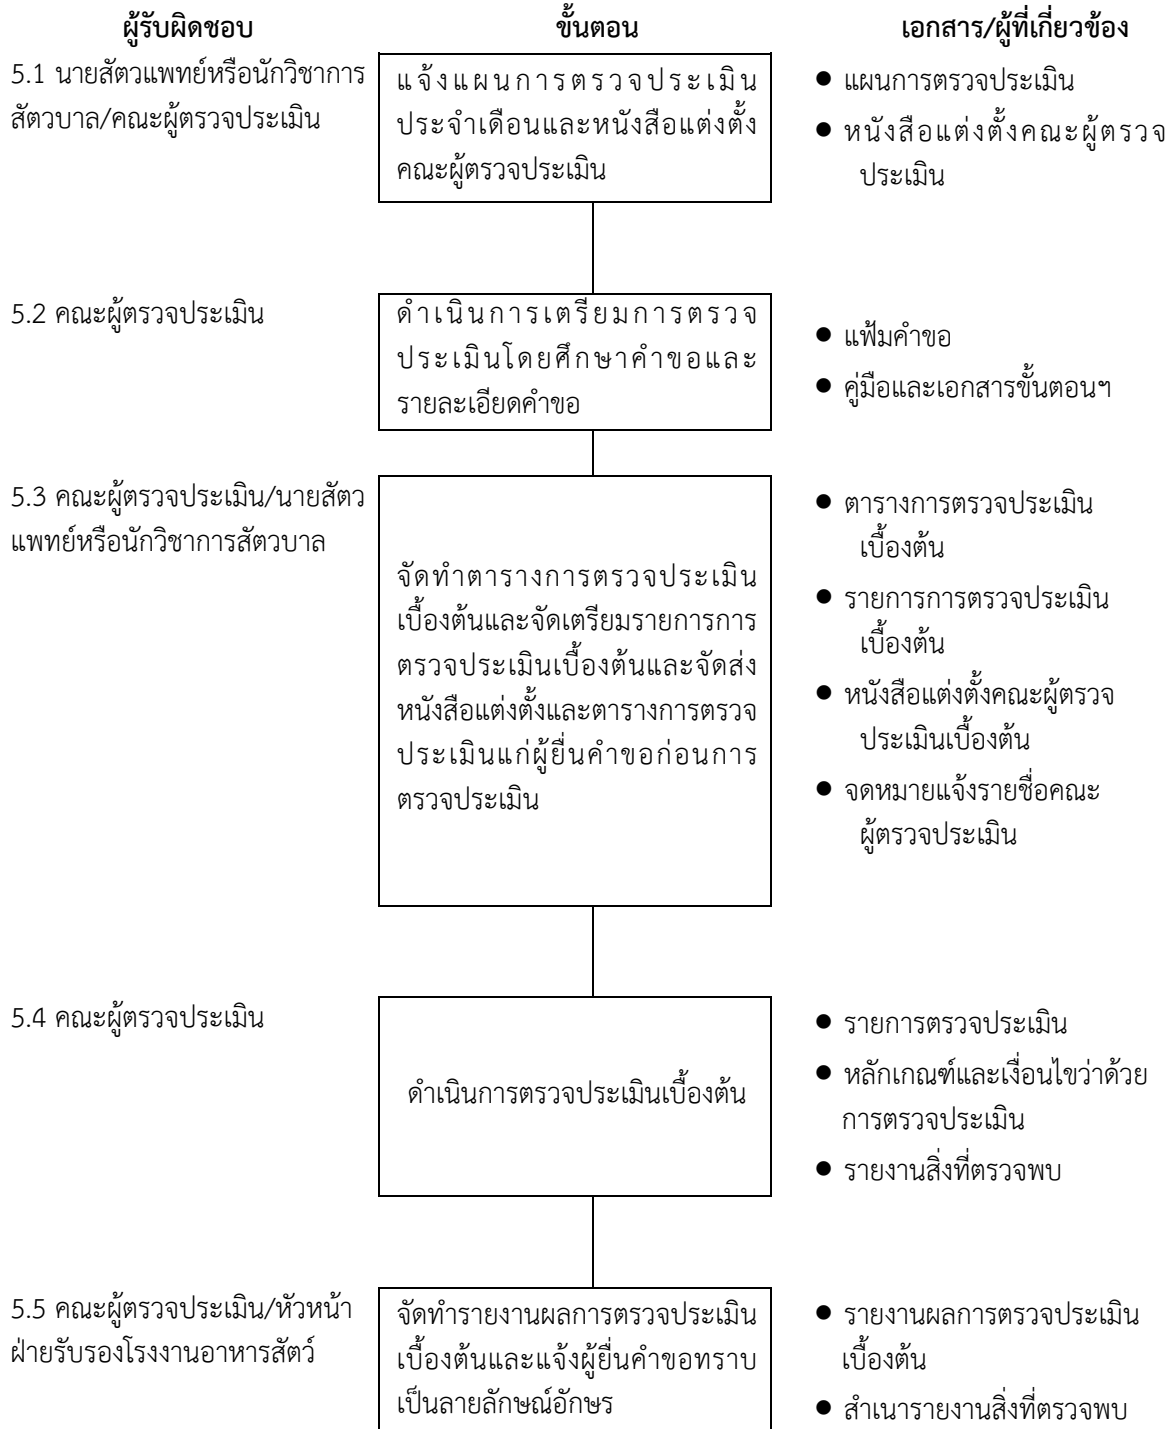 ผู้รับผิดชอบ ขั้นตอน เอกสาร/ผู้ที่เกี่ยวข้อง
5.1 นายสัตวแพทย์หรือนักวิชาการ
สัตวบาล/คณะผู้ตรวจประเมิน
แจ้งแผนการตรวจประเมิน
ประจำเดือนและหนังสือแต่งตั้ง
คณะผู้ตรวจประเมิน
● แผนการตรวจประเมิน
● หนังสือแต่งตั้งคณะผู้ตรวจ
ประเมิน
5.2 คณะผู้ตรวจประเมิน
ดำเนินการเตรียมการตรวจ
ประเมินโดยศึกษาคำขอและ
รายละเอียดคำขอ
● แฟ้มคำขอ
● คู่มือและเอกสารขั้นตอนฯ
5.3 คณะผู้ตรวจประเมิน/นายสัตว
แพทย์หรือนักวิชาการสัตวบาล
จัดทำตารางการตรวจประเมิน
เบื้องต้นและจัดเตรียมรายการการ
ตรวจประเมินเบื้องต้นและจัดส่ง
หนังสือแต่งตั้งและตารางการตรวจ
ประเมินแก่ผู้ยื่นคำขอก่อนการ
ตรวจประเมิน
● ตารางการตรวจประเมิน
เบื้องต้น
● รายการการตรวจประเมิน
เบื้องต้น
● หนังสือแต่งตั้งคณะผู้ตรวจ
ประเมินเบื้องต้น
● จดหมายแจ้งรายชื่อคณะ
ผู้ตรวจประเมิน
5.4 คณะผู้ตรวจประเมิน
ดำเนินการตรวจประเมินเบื้องต้น
● รายการตรวจประเมิน
● หลักเกณฑ์และเงื่อนไขว่าด้วย
การตรวจประเมิน
● รายงานสิ่งที่ตรวจพบ
5.5 คณะผู้ตรวจประเมิน/หัวหน้า
ฝ่ายรับรองโรงงานอาหารสัตว์
จัดทำรายงานผลการตรวจประเมิน
เบื้องต้นและแจ้งผู้ยื่นคำขอทราบ
เป็นลายลักษณ์อักษร
● รายงานผลการตรวจประเมิน
เบื้องต้น
● สำเนารายงานสิ่งที่ตรวจพบ